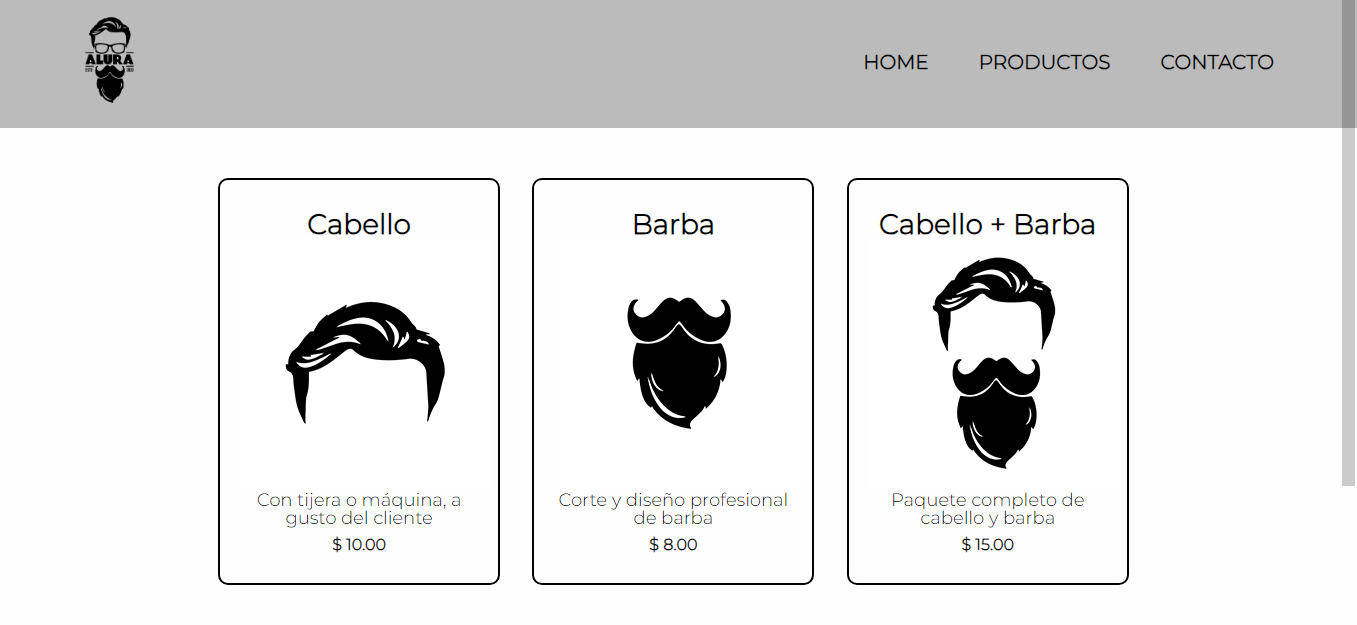 ALURA
HOME
PRODUCTOS
CONTACTO
Cabello
Con tijera o máquina, a
gusto del cliente
$ 10.00
Barba
Corte y diseño profesional
de barba
$ 8.00
Cabello + Barba
Paquete completo de
cabello y barba
$ 15.00